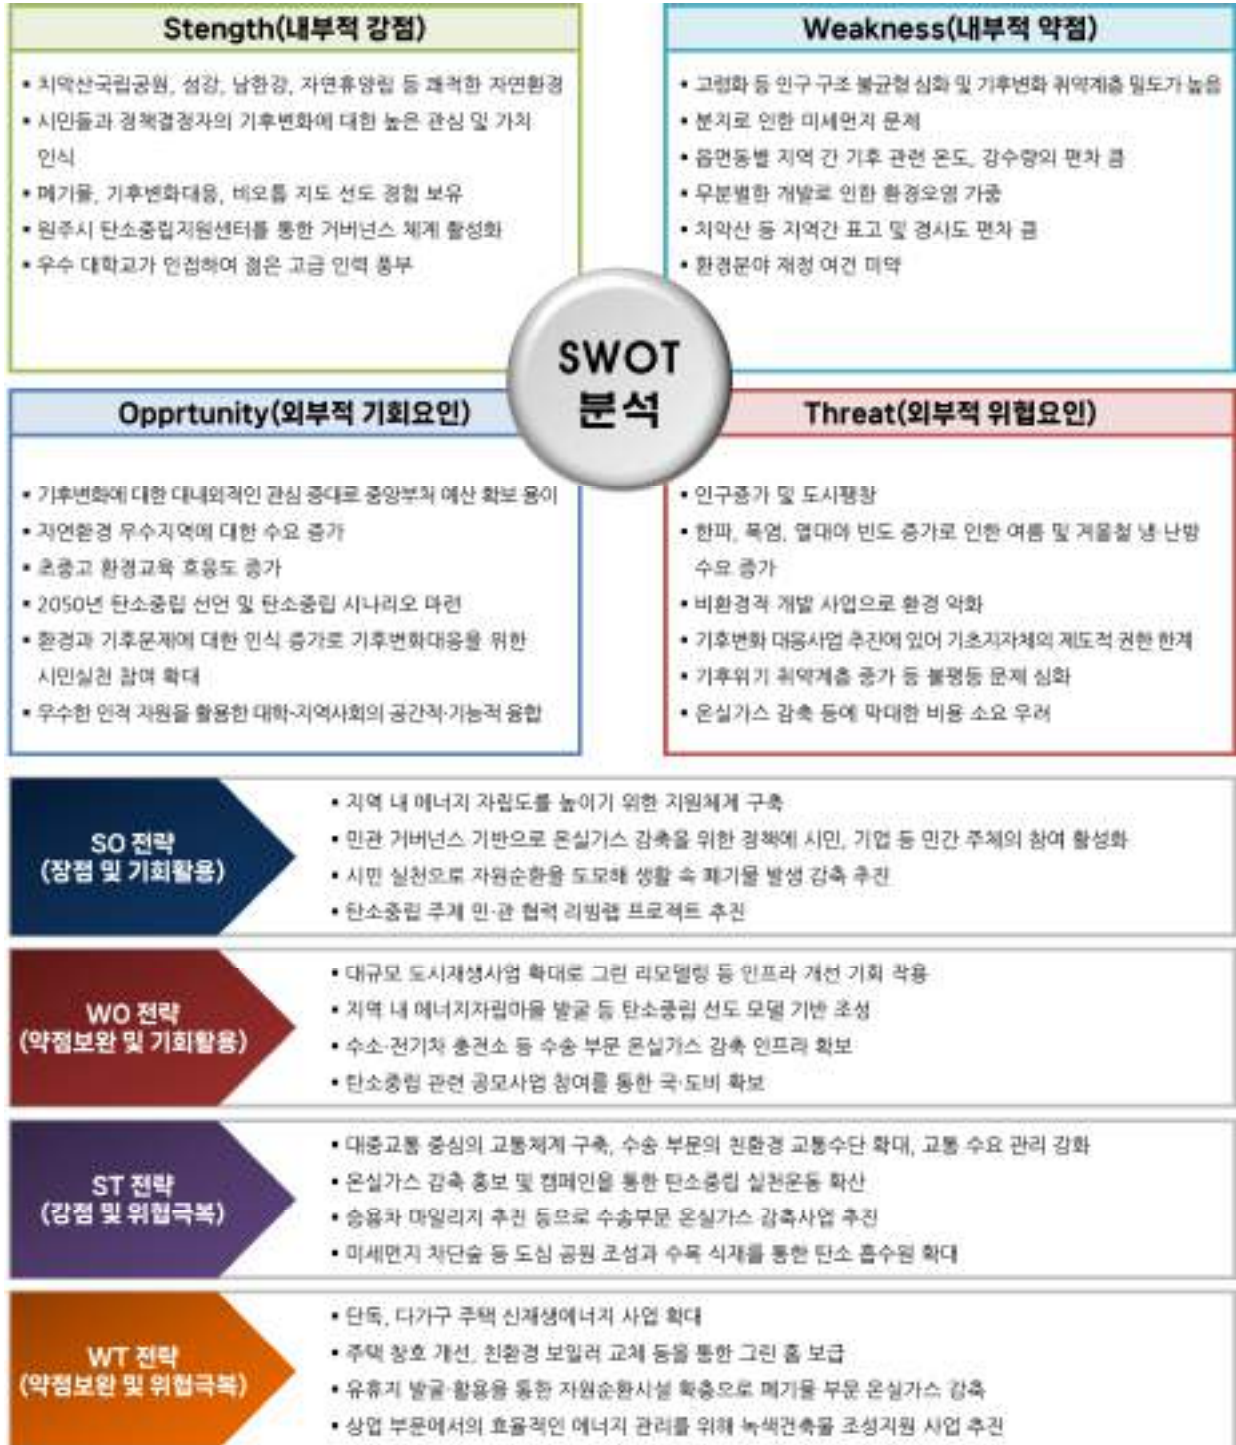 Stength(내부적 강점)
▪ 치악산국립공원, 섬강, 남한강, 자연휴양림 등 쾌적한 자연환경
▪ 시민들과 정책결정자의 기후변화에 대한 높은 관심 및 가치
인식
▪ 폐기물, 기후변화대응, 비오톱 지도 선도 경험 보유
▪ 원주시 탄소중립지원센터를 통한 거버넌스 체계 활성화
▪ 우수 대학교가 인접하여 젊은 고급 인력 풍부
Weakness(내부적 약점)
▪ 고령화 등 인구 구조 불균형 심화 및 기후변화 취약계층 밀도가 높음
▪ 분지로 인한 미세먼지 문제
▪ 읍면동별 지역 간 기후 관련 온도, 강수량의 편차 큼
▪ 무분별한 개발로 인한 환경오염 가중
▪ 치악산 등 지역간 표고 및 경사도 편차 큼
▪ 환경분야 재정 여건 미약
SWOT
분석
Opprtunity(외부적 기회요인)
▪ 기후변화에 대한 대내외적인 관심 증대로 중앙부처 예산 확보 용이
▪ 자연환경 우수지역에 대한 수요 증가
▪ 초중고 환경교육 호응도 증가
▪ 2050년 탄소중립 선언 및 탄소중립 시나리오 마련
▪ 환경과 기후문제에 대한 인식 증가로 기후변화대응을 위한
시민실천 참여 확대
▪ 우수한 인적 자원을 활용한 대학-지역사회의 공간적·기능적 융합
Threat(외부적 위협요인)
▪ 인구증가 및 도시팽창
▪ 한파, 폭염, 열대야 빈도 증가로 인한 여름 및 겨울철 냉·난방
수요 증가
▪ 비환경적 개발 사업으로 환경 악화
▪ 기후변화 대응사업 추진에 있어 기초지자체의 제도적 권한 한계
▪ 기후위기 취약계층 증가 등 불평등 문제 심화
▪ 온실가스 감축 등에 막대한 비용 소요 우려
SO 전략
(장점 및 기회활용)
▪ 지역 내 에너지 자립도를 높이기 위한 지원체계 구축
▪ 민관 거버넌스 기반으로 온실가스 감축을 위한 정책에 시민, 기업 등 민간 주체의 참여 활성화
▪ 시민 실천으로 자원순환을 도모해 생활 속 폐기물 발생 감축 추진
▪ 탄소중립 주제 민·관 협력 리빙랩 프로젝트 추진
WO 전략
(약점보완 및 기회활용)
▪ 대규모 도시재생사업 확대로 그린 리모델링 등 인프라 개선 기회 작용
▪ 지역 내 에너지자립마을 발굴 등 탄소중립 선도 모델 기반 조성
▪ 수소·전기차 충전소 등 수송 부문 온실가스 감축 인프라 확보
▪ 탄소중립 관련 공모사업 참여를 통한 국·도비 확보
ST 전략
(강점 및 위협극복)
▪ 대중교통 중심의 교통체계 구축, 수송 부문의 친환경 교통수단 확대, 교통 수요 관리 강화
▪ 온실가스 감축 홍보 및 캠페인을 통한 탄소중립 실천운동 확산
▪ 승용차 마일리지 추진 등으로 수송부문 온실가스 감축사업 추진
▪ 미세먼지 차단숲 등 도심 공원 조성과 수목 식재를 통한 탄소 흡수원 확대
WT 전략
(약점보완 및 위협극복)
▪ 단독, 다가구 주택 신재생에너지 사업 확대
▪ 주택 창호 개선, 친환경 보일러 교체 등을 통한 그린 홈 보급
▪ 유휴지 발굴·활용을 통한 자원순환시설 확충으로 폐기물 부문 온실가스 감축
▪ 상업 부문에서의 효율적인 에너지 관리를 위해 녹색건축물 조성지원 사업 추진